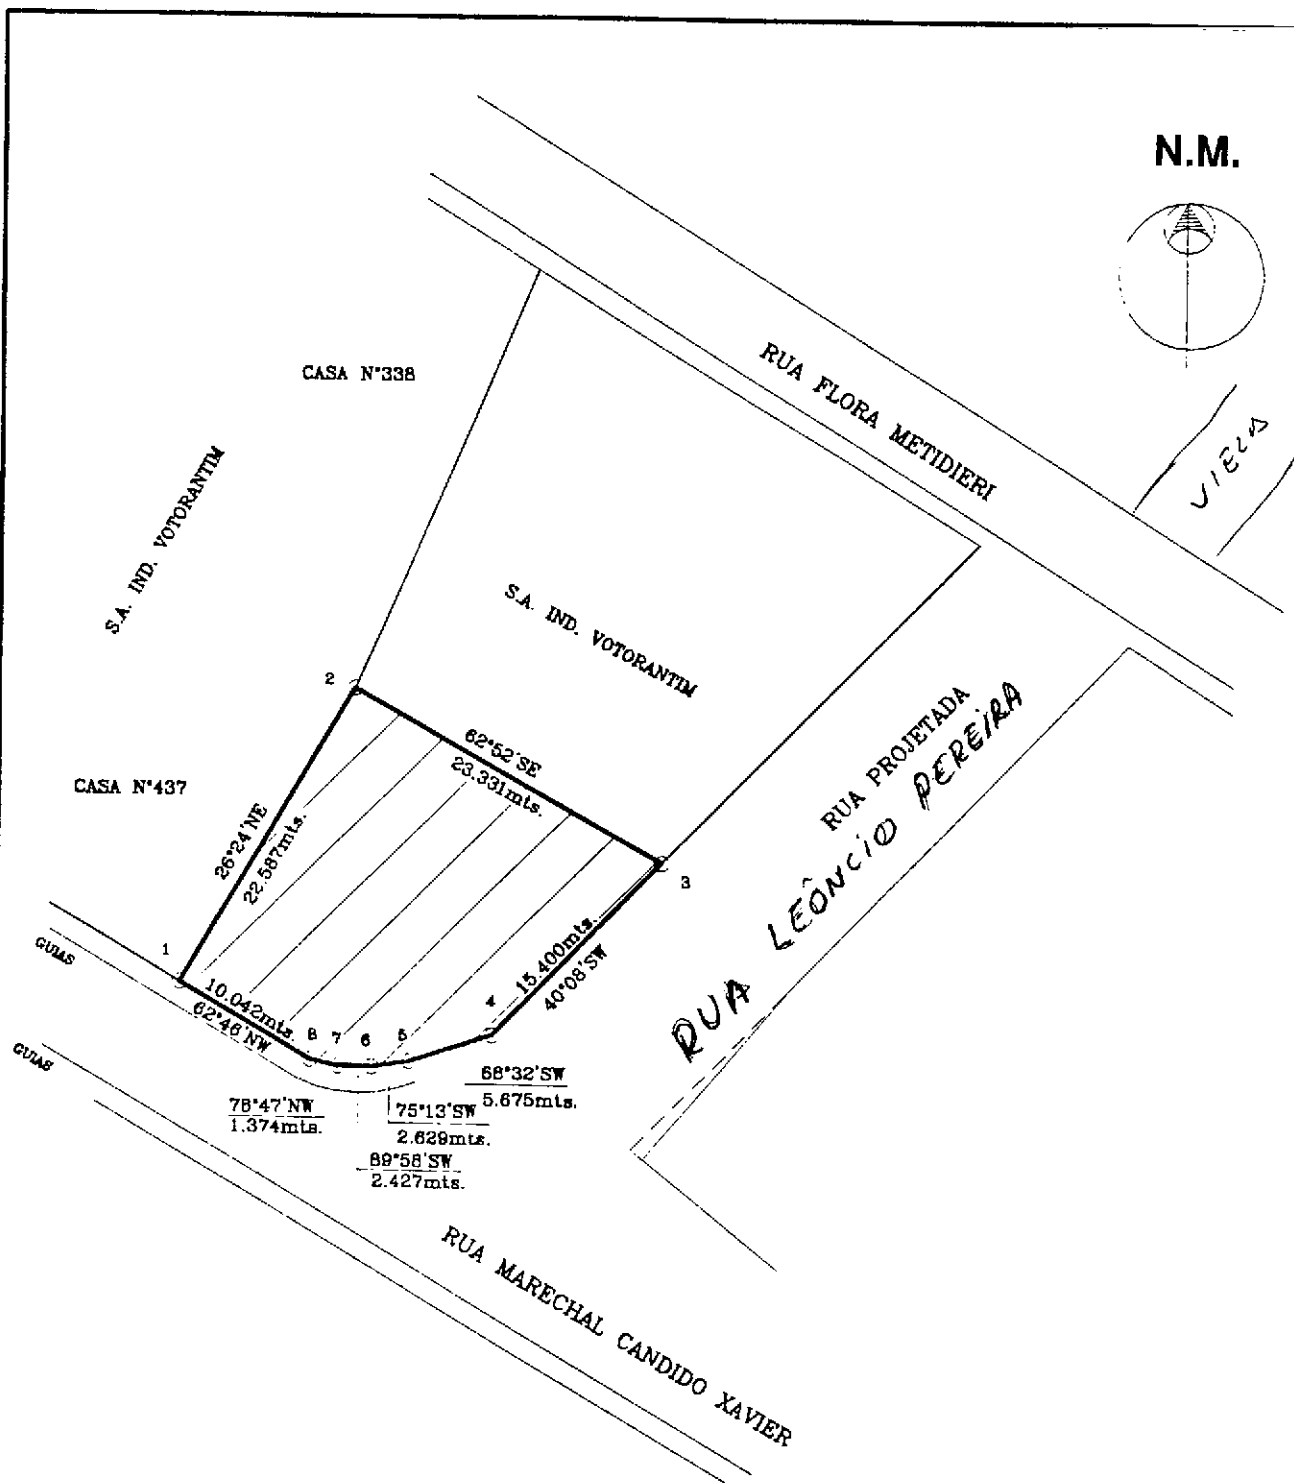 N.M.
RUA FLORA METIDIERI
CASA N°338
VIELA
S.A. IND. VOTORANTIM
S.A. IND. VOTORANTIM
2
62°52'SE
23.331mts.
RUA PROJETADA
RUA LEÔNCIO PEREIRA
CASA N°437
26°24'NE
22.587mts.
3
1
GUIAS
15.400mts.
40°08'SW
10.042mts.
62°46'NW
8 7 6 5 4
GUIAS
68°32'SW
5.675mts.
78°47'NW
1.374mts.
75°13'SW
2.629mts.
89°58'SW
2.427mts.
RUA MARECHAL CANDIDO XAVIER